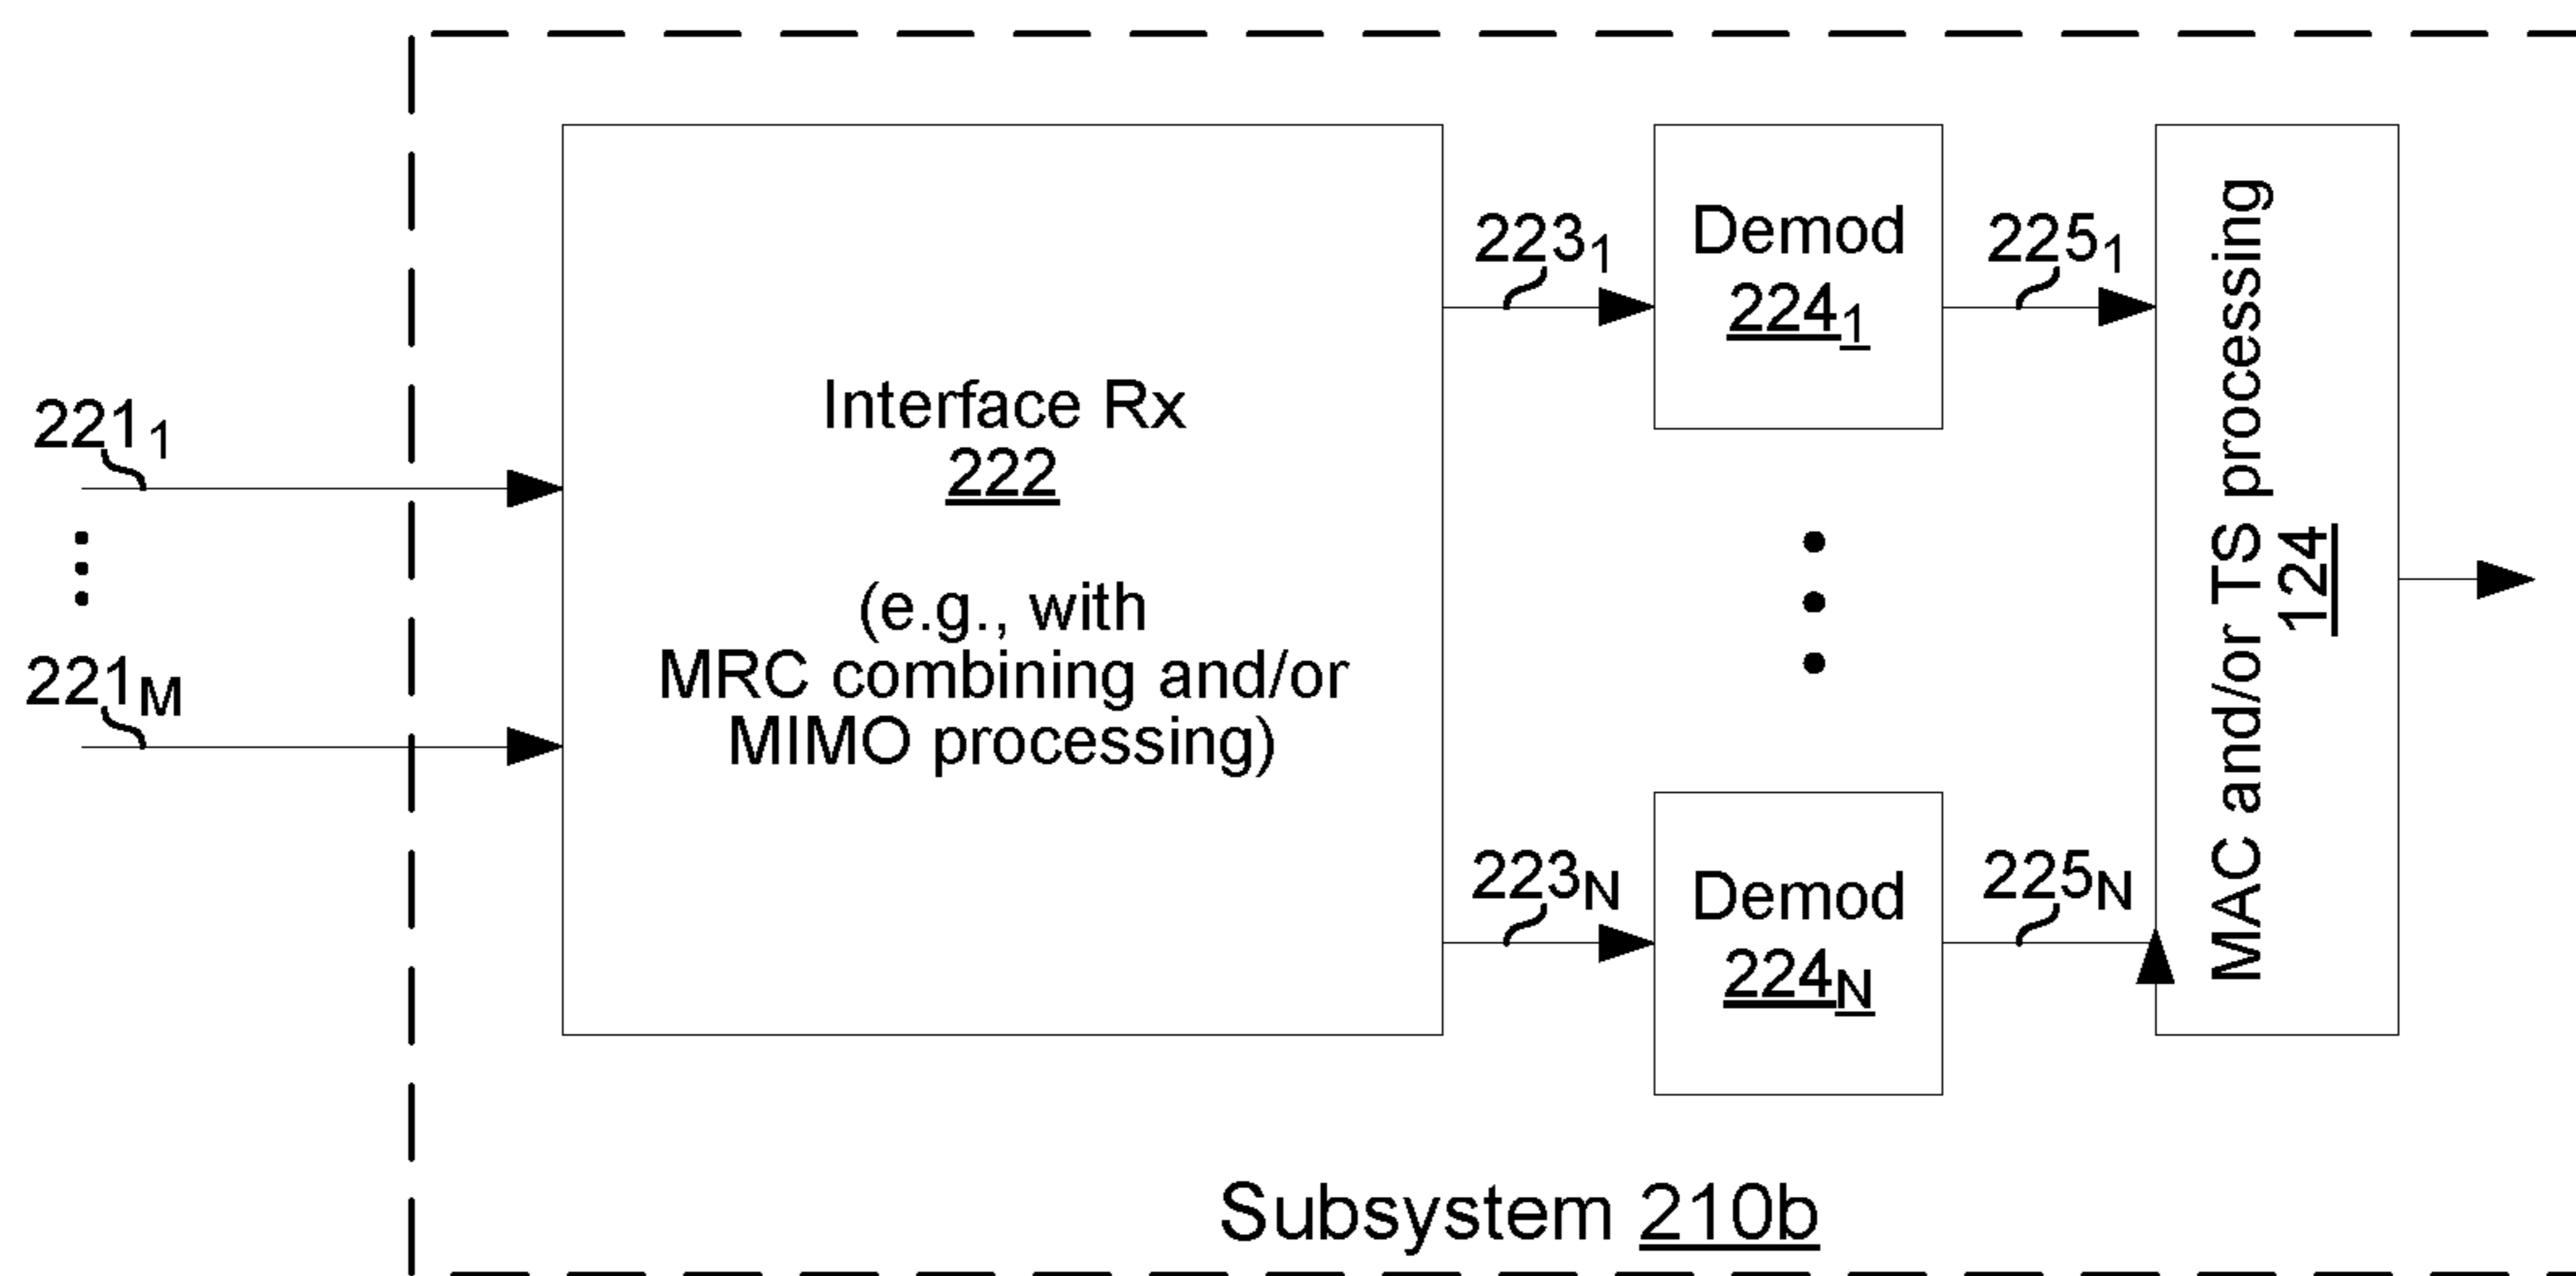 221₁
221M
Interface Rx
222
(e.g., with
MRC combining and/or
MIMO processing)
223₁
Demod
224₁
225₁
223N
Demod
224N
225N
MAC and/or TS processing
124
Subsystem 210b